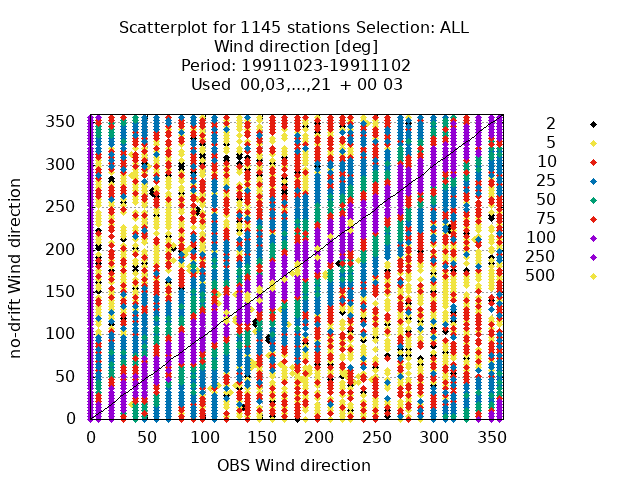 Scatterplot for 1145 stations Selection: ALL
Wind direction [deg]
Period: 19911023-19911102
Used 00,03,...,21 + 00 03
no-drift Wind direction
350
300
250
200
150
100
50
0
0 50 100 150 200 250 300 350
OBS Wind direction
2
5
10
25
50
75
100
250
500